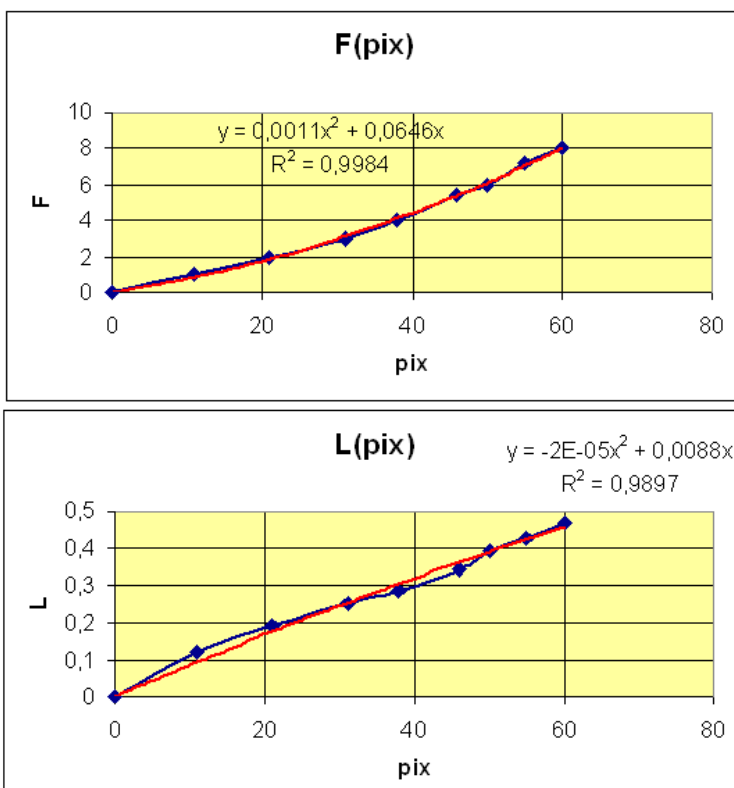 F(pix)
y = 0,0011x² + 0,0646x
R² = 0,9984
10
8
6
4
2
0
F
0 20 40 60 80
pix
L(pix)
y = -2E-05x² + 0,0088x
R² = 0,9897
0,5
0,4
0,3
0,2
0,1
0
L
0 20 40 60 80
pix